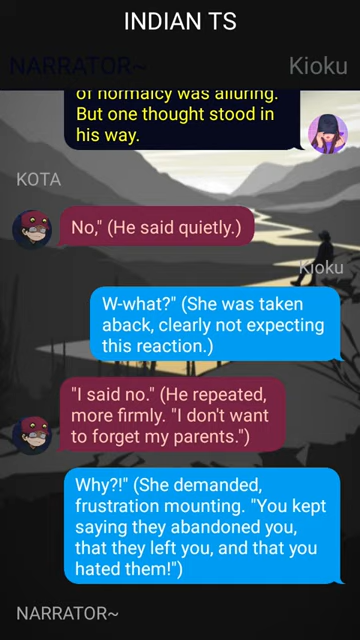 INDIAN TS
NARRATOR~
Kioku
of normalcy was alluring.
But one thought stood in
his way.
KOTA
No," (He said quietly.)
Kioku
W-what?" (She was taken
aback, clearly not expecting
this reaction.)
"I said no." (He repeated,
more firmly. "I don't want
to forget my parents.")
Why?!" (She demanded,
frustration mounting. "You kept
saying they abandoned you,
that they left you, and that you
hated them!")
NARRATOR~